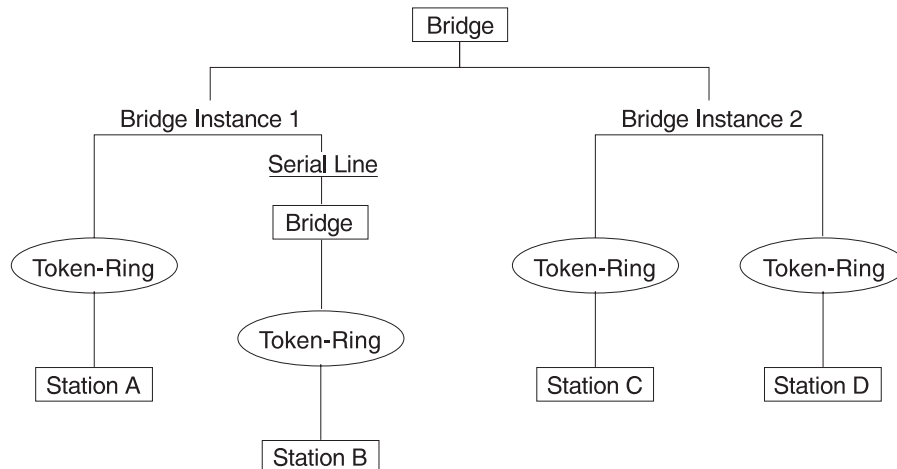 Bridge
Bridge Instance 1
Bridge Instance 2
Serial Line
Bridge
Token-Ring
Token-Ring
Token-Ring
Token-Ring
Station A
Station C
Station D
Station B